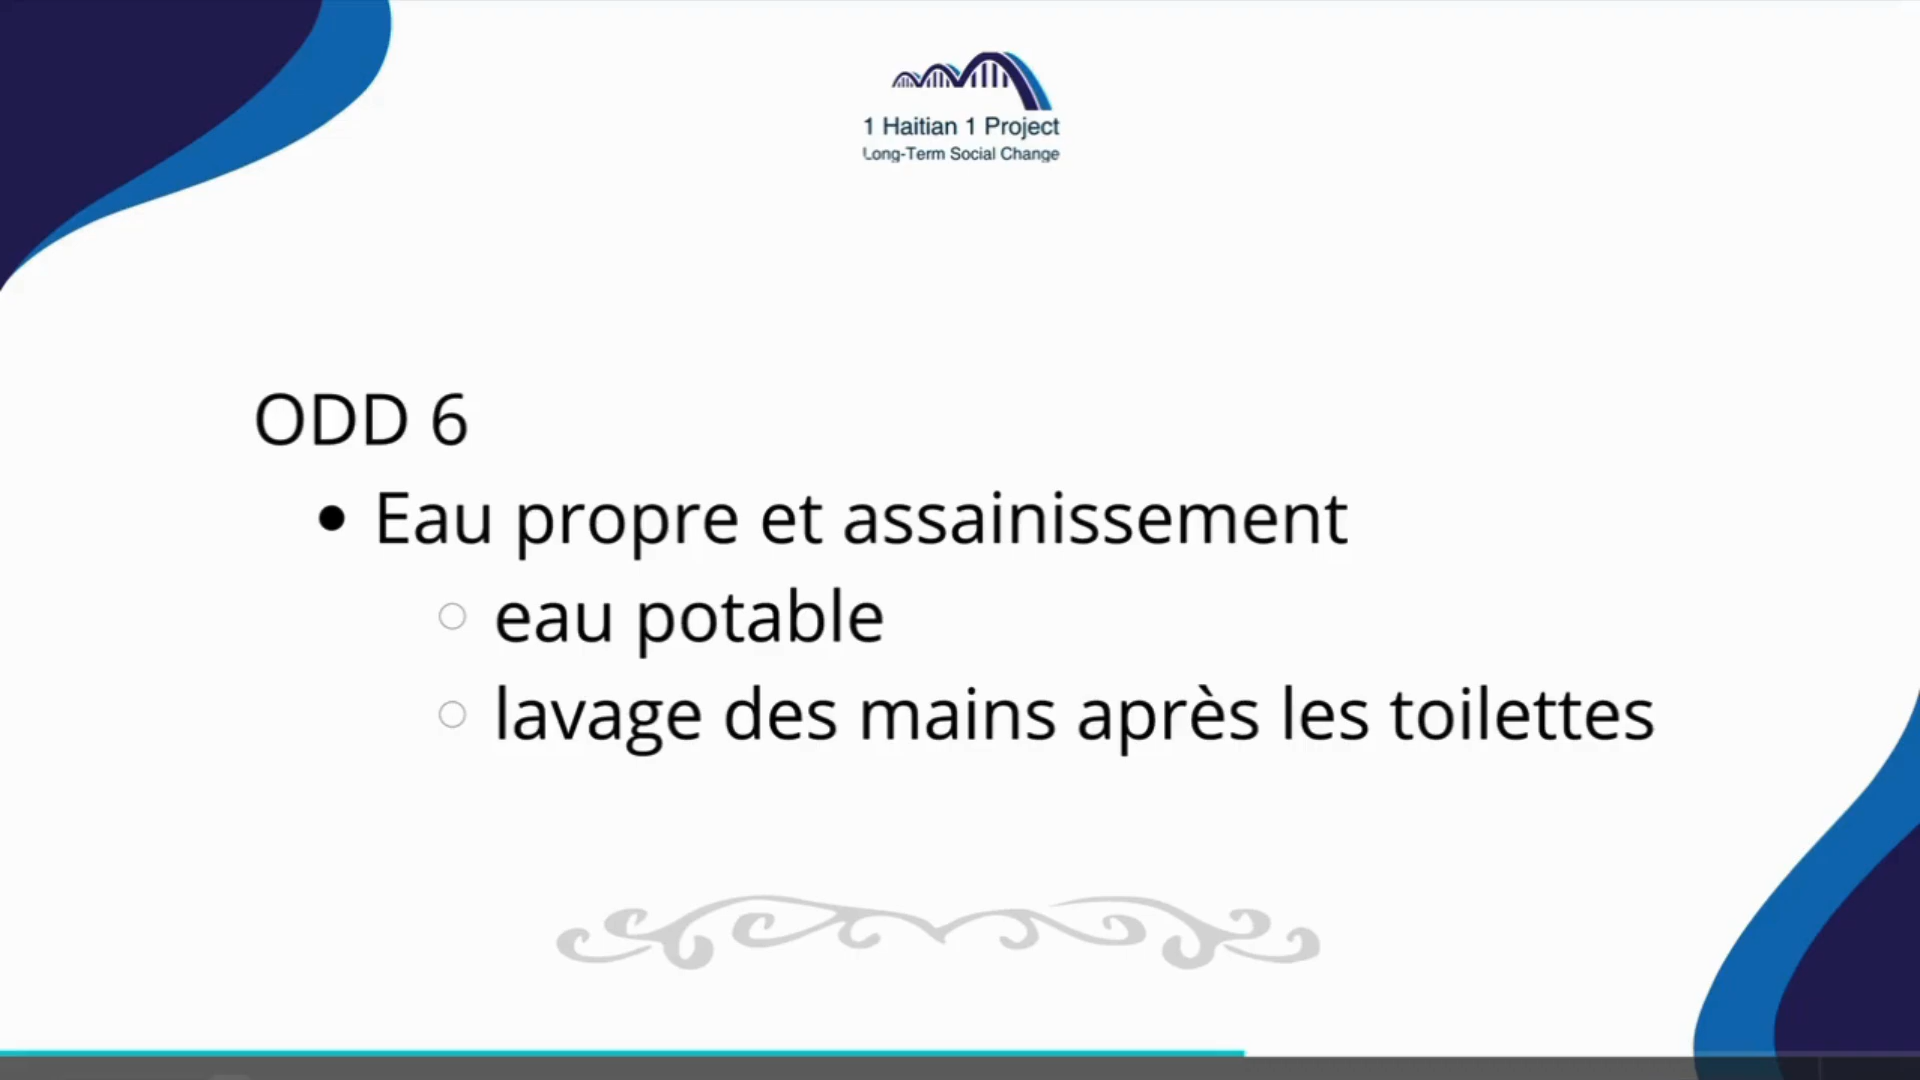 1 Haitian 1 Project
Long-Term Social Change
ODD 6
Eau propre et assainissement
eau potable
lavage des mains après les toilettes